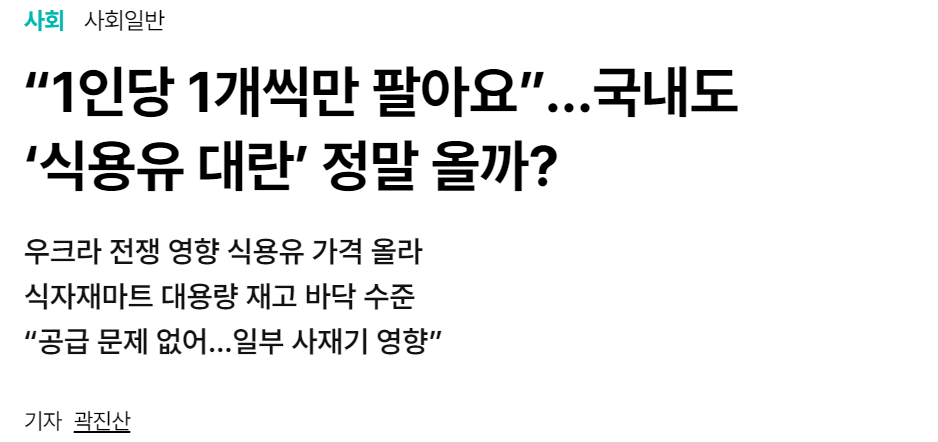 사회 사회일반
“1인당 1개씩만 팔아요”…국내도
‘식용유 대란’ 정말 올까?
우크라 전쟁 영향 식용유 가격 올라
식자재마트 대용량 재고 바닥 수준
“공급 문제 없어…일부 사재기 영향”
기자 곽진산